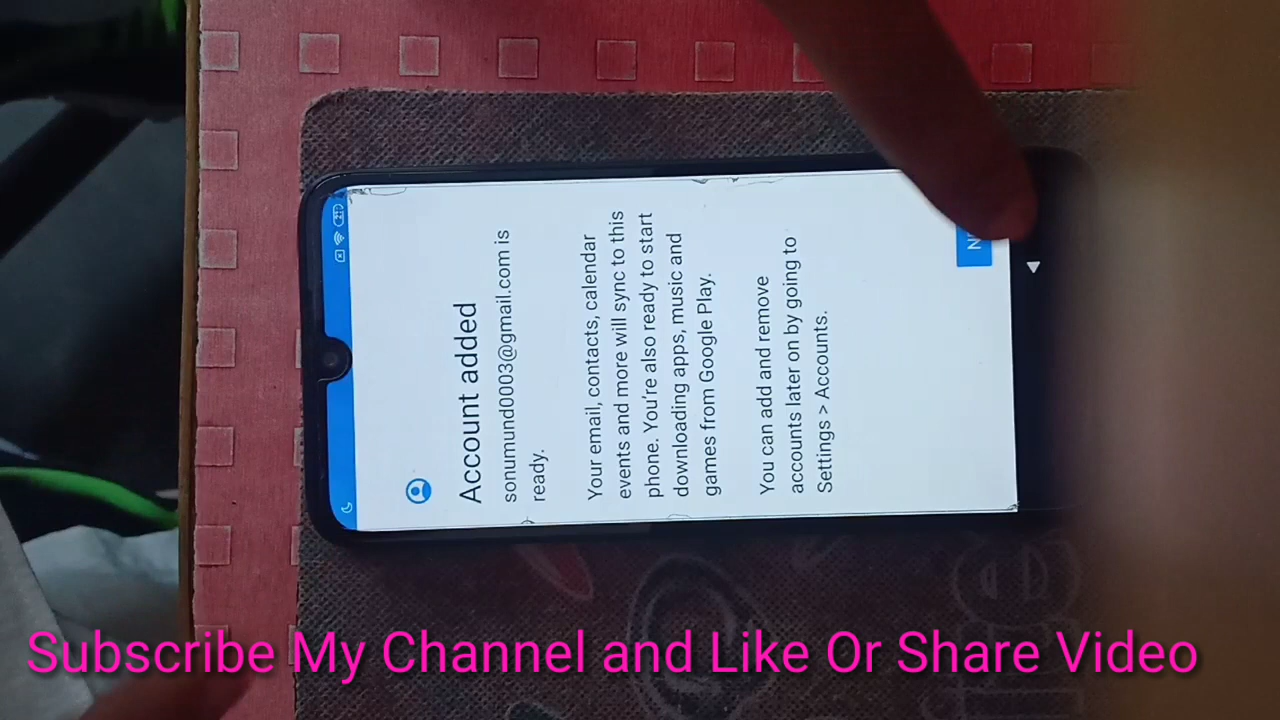 Account added
sonumund0003@gmail.com is
ready.
Your email, contacts, calendar
events and more will sync to this
phone. You're also ready to start
downloading apps, music and
games from Google Play.
You can add and remove
accounts later on by going to
Settings > Accounts.
Subscribe My Channel and Like Or Share Video